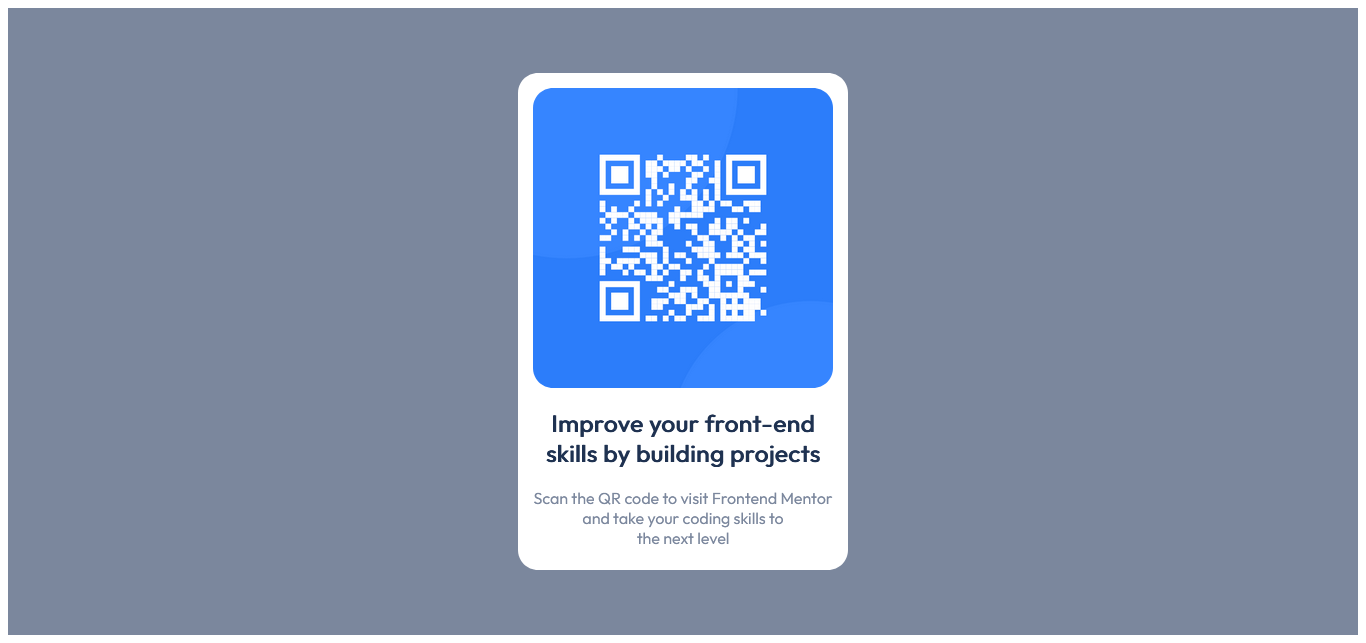 Improve your front-end
skills by building projects
Scan the QR code to visit Frontend Mentor
and take your coding skills to
the next level